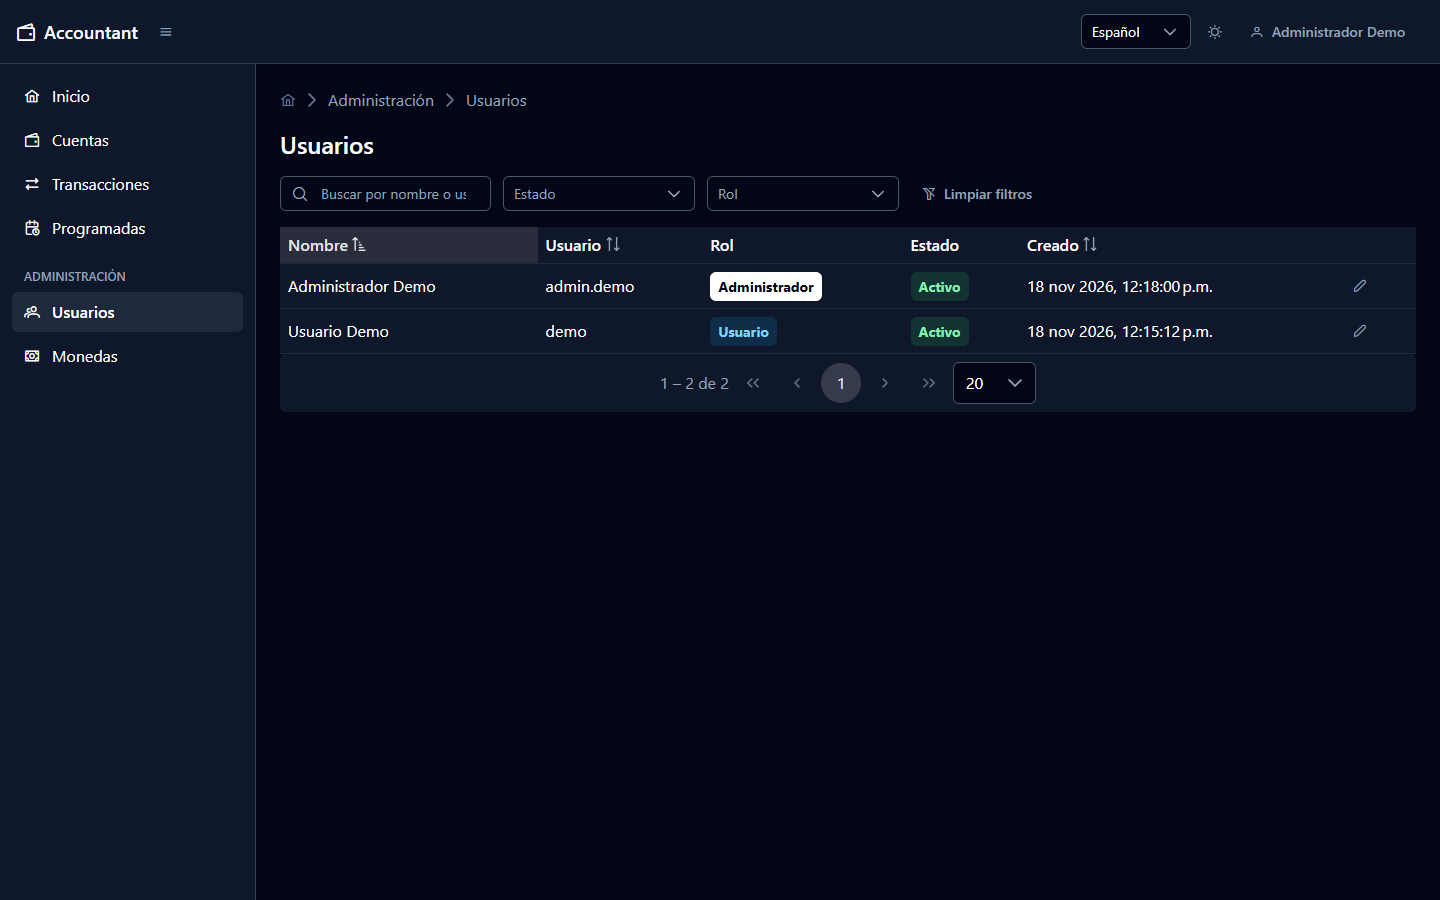 Accountant
Español
Administrador Demo
Inicio
Cuentas
Transacciones
Programadas
ADMINISTRACIÓN
Usuarios
Monedas
Administración Usuarios
Usuarios
Buscar por nombre o us
Estado
Rol
Limpiar filtros
Nombre Usuario Rol Estado Creado
Administrador Demo admin.demo Administrador Activo 18 nov 2026, 12:18:00 p.m.
Usuario Demo demo Usuario Activo 18 nov 2026, 12:15:12 p.m.
1 – 2 de 2 1 20